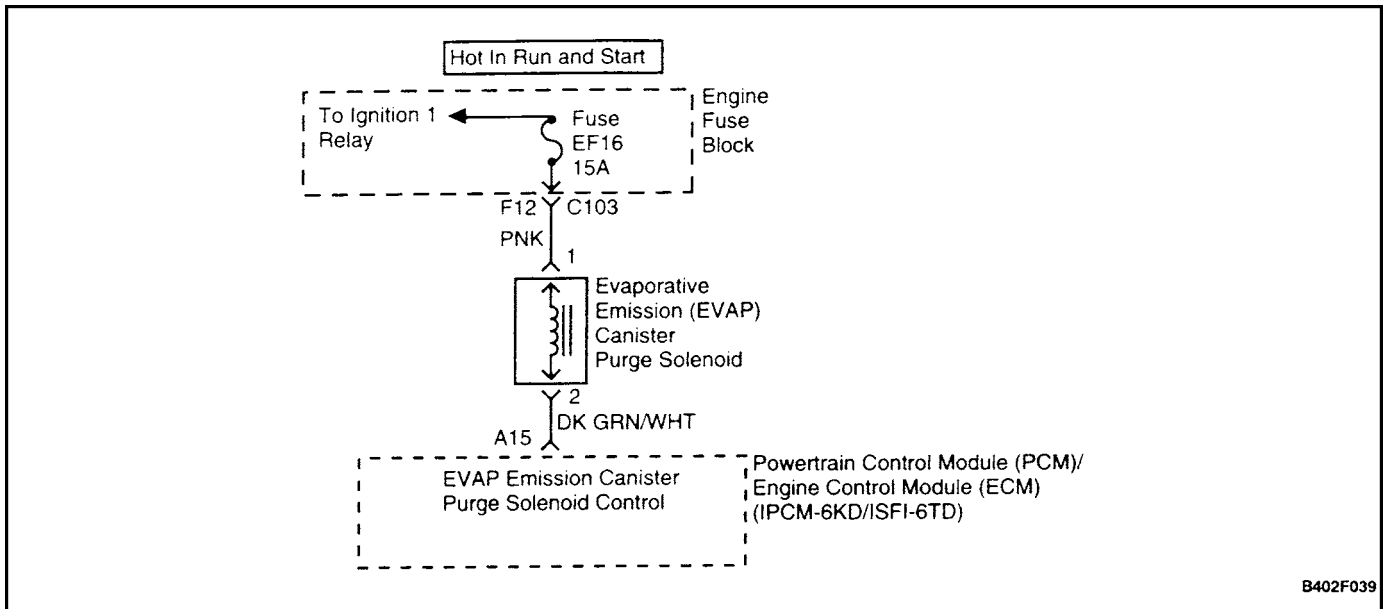 Hot In Run and Start
To Ignition 1
Relay
Fuse
EF16
15A
Engine
Fuse
Block
F12
C103
PNK
1
Evaporative
Emission (EVAP)
Canister
Purge Solenoid
2
DK GRN/WHT
A15
EVAP Emission Canister
Purge Solenoid Control
Powertrain Control Module (PCM)/
Engine Control Module (ECM)
(IPCM-6KD/ISFI-6TD)
B402F039